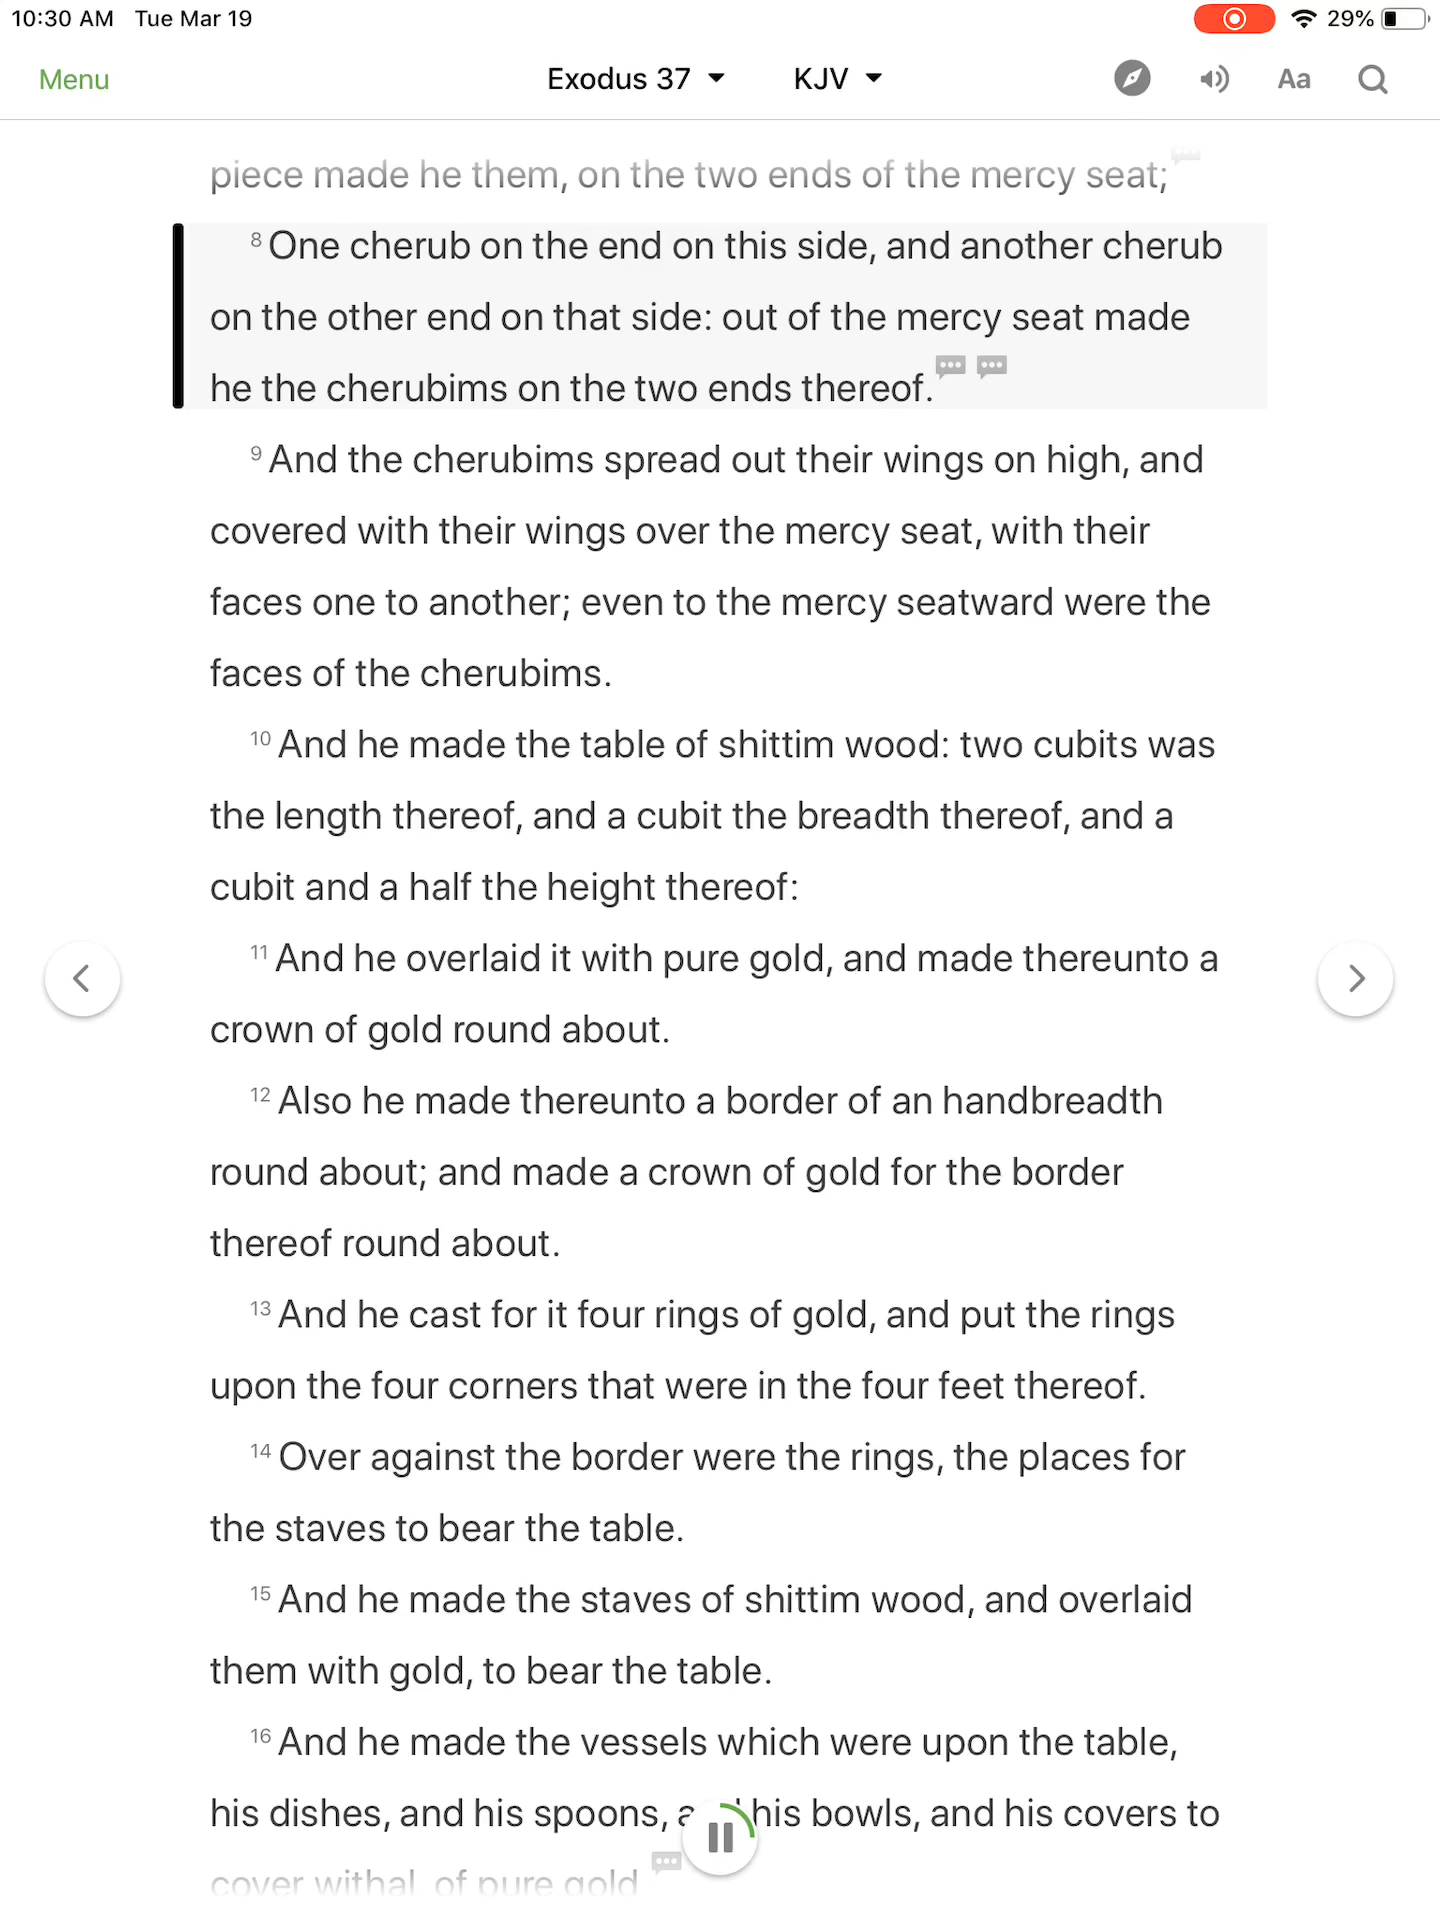 10:30 AM Tue Mar 19 29%
Menu Exodus 37 KJV Aa
piece made he them, on the two ends of the mercy seat;
8 One cherub on the end on this side, and another cherub
on the other end on that side: out of the mercy seat made
he the cherubims on the two ends thereof.
9 And the cherubims spread out their wings on high, and
covered with their wings over the mercy seat, with their
faces one to another; even to the mercy seatward were the
faces of the cherubims.
10 And he made the table of shittim wood: two cubits was
the length thereof, and a cubit the breadth thereof, and a
cubit and a half the height thereof:
11 And he overlaid it with pure gold, and made thereunto a
crown of gold round about.
12 Also he made thereunto a border of an handbreadth
round about; and made a crown of gold for the border
thereof round about.
13 And he cast for it four rings of gold, and put the rings
upon the four corners that were in the four feet thereof.
14 Over against the border were the rings, the places for
the staves to bear the table.
15 And he made the staves of shittim wood, and overlaid
them with gold, to bear the table.
16 And he made the vessels which were upon the table,
his dishes, and his spoons, his bowls, and his covers to
cover withal, of pure gold